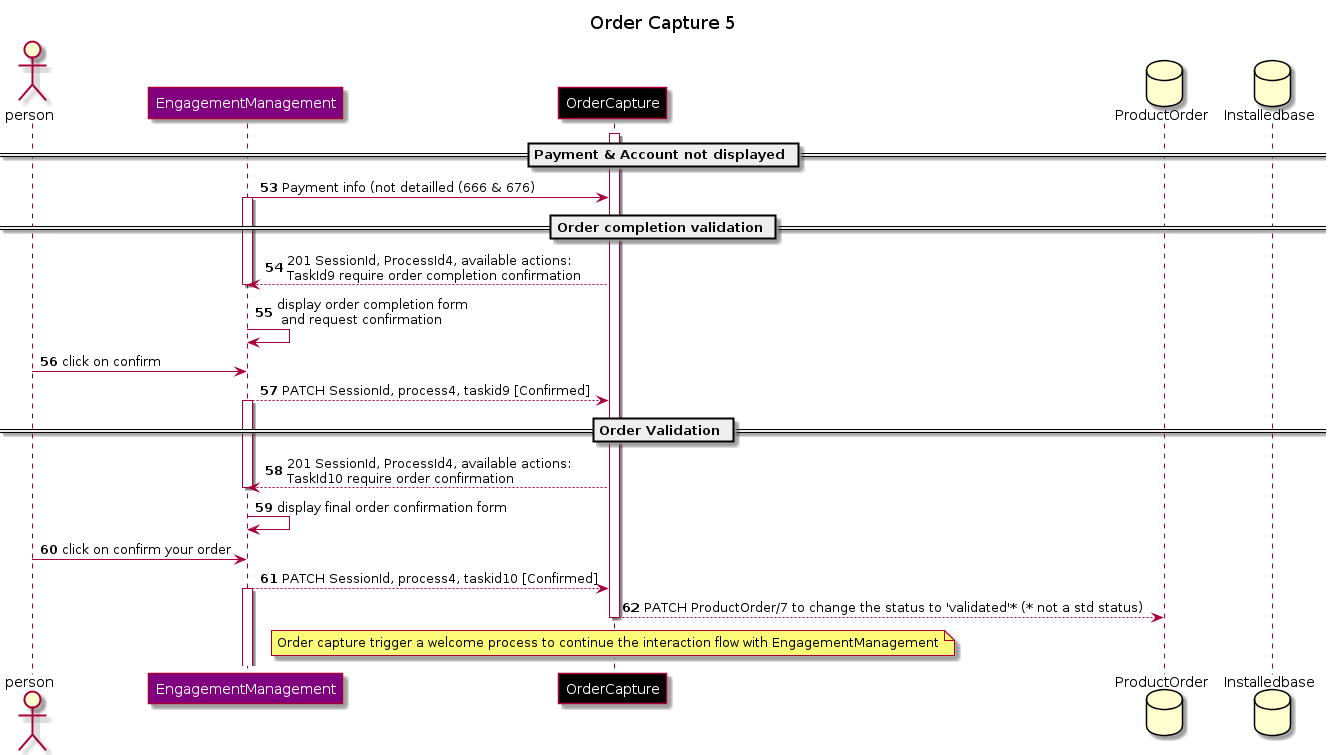 Order Capture 5
person
EngagementManagement
OrderCapture
ProductOrder
Installedbase
Payment & Account not displayed
53 Payment info (not detailled (666 & 676)
Order completion validation
54 201 SessionId, ProcessId4, available actions:
TaskId9 require order completion confirmation
55 display order completion form
and request confirmation
56 click on confirm
57 PATCH SessionId, process4, taskid9 [Confirmed]
Order Validation
58 201 SessionId, ProcessId4, available actions:
TaskId10 require order confirmation
59 display final order confirmation form
60 click on confirm your order
61 PATCH SessionId, process4, taskid10 [Confirmed]
62 PATCH ProductOrder/7 to change the status to 'validated'* (* not a std status)
Order capture trigger a welcome process to continue the interaction flow with EngagementManagement
person
EngagementManagement
OrderCapture
ProductOrder
Installedbase